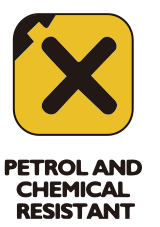 PETROL AND
CHEMICAL
RESISTANT